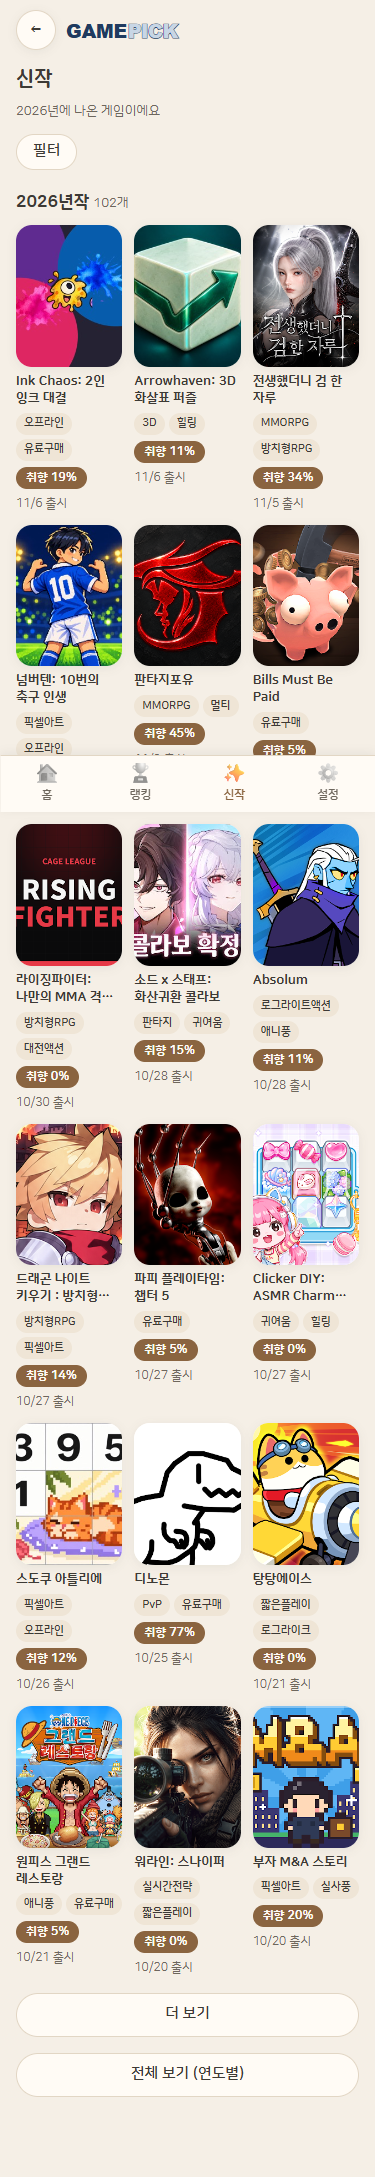 ←
GAMEPICK
신작
2026년에 나온 게임이에요
필터
2026년작 102개
Ink Chaos: 2인
잉크 대결
오프라인
유료구매
취향 19%
11/6 출시
Arrowhaven: 3D
화살표 퍼즐
3D 힐링
취향 11%
11/6 출시
전생했더니
검 한 자루
전생했더니 검 한
자루
MMORPG
방치형RPG
취향 34%
11/5 출시
10
넘버텐: 10번의
축구 인생
픽셀아트
오프라인
판타지포유
MMORPG 멀티
취향 45%
Bills Must Be
Paid
유료구매
취향 5%
홈
랭킹
신작
설정
CAGE LEAGUE
RISING
FIGHTER
라이징파이터:
나만의 MMA 격…
방치형RPG
대전액션
취향 0%
10/30 출시
콜라보 확정
소드 x 스태프:
화산귀환 콜라보
판타지 귀여움
취향 15%
10/28 출시
Absolum
로그라이트액션
애니풍
취향 11%
10/28 출시
드래곤 나이트
키우기 : 방치형…
방치형RPG
픽셀아트
취향 14%
10/27 출시
파피 플레이타임:
챕터 5
유료구매
취향 5%
10/27 출시
Clicker DIY:
ASMR Charm…
귀여움 힐링
취향 0%
10/27 출시
3 9 5
1
스도쿠 아틀리에
픽셀아트
오프라인
취향 12%
10/26 출시
디노몬
PvP 유료구매
취향 77%
10/25 출시
탕탕에이스
짧은플레이
로그라이크
취향 0%
10/21 출시
ONE PIECE
그랜드
레스토랑
원피스 그랜드
레스토랑
애니풍 유료구매
취향 5%
10/21 출시
워라인: 스나이퍼
실시간전략
짧은플레이
취향 0%
10/20 출시
M&A
부자 M&A 스토리
픽셀아트 실사풍
취향 20%
10/20 출시
더 보기
전체 보기 (연도별)